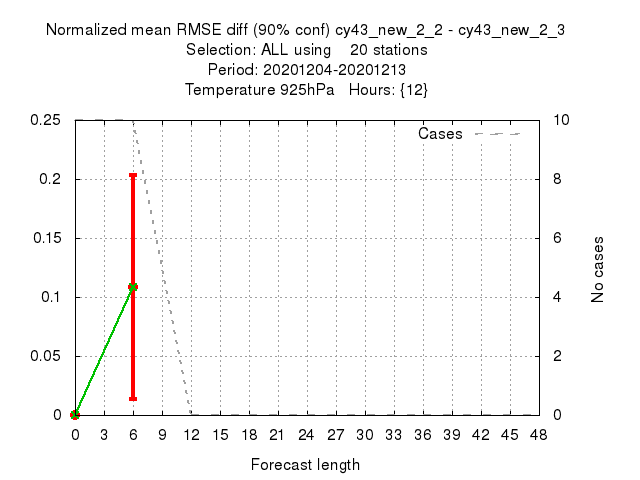 Normalized mean RMSE diff (90% conf) cy43_new_2_2 - cy43_new_2_3
Selection: ALL using    20 stations
Period: 20201204-20201213
Temperature 925hPa   Hours: {12}
Cases
0.25
0.2
0.15
0.1
0.05
0
10
8
6
4
2
0
No cases
0 3 6 9 12 15 18 21 24 27 30 33 36 39 42 45 48
Forecast length